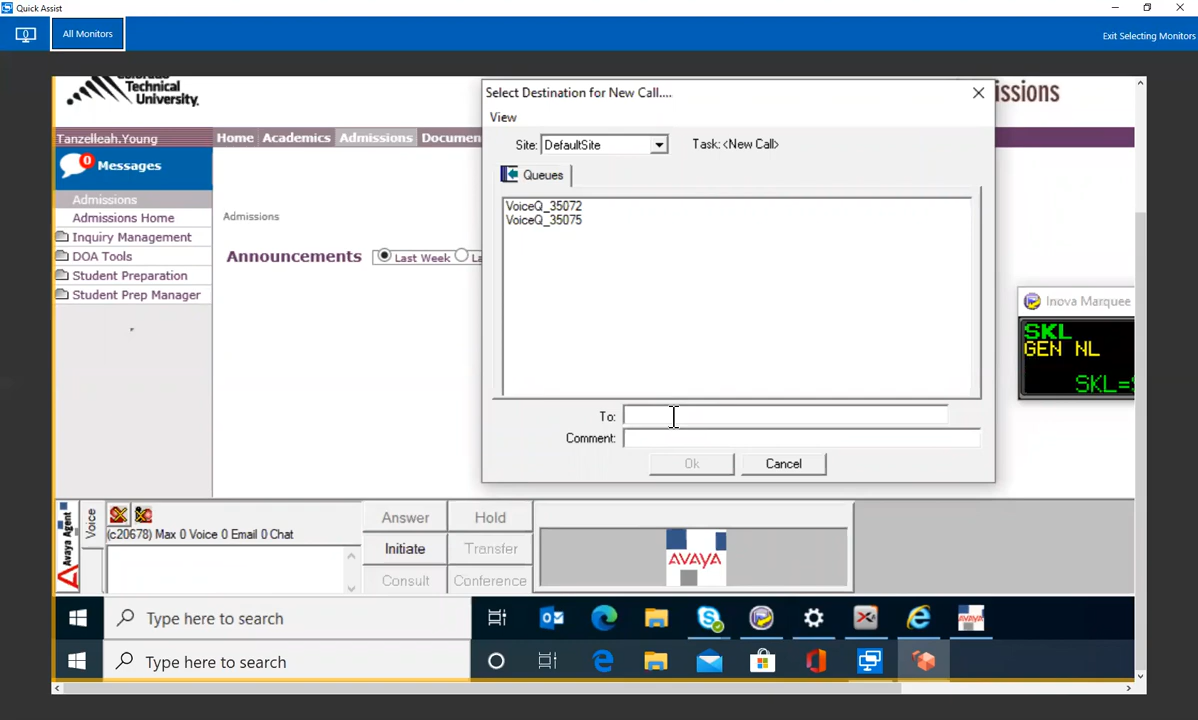 Quick Assist
All Monitors
Exit Selecting Monitors
Technical
University.
Tanzelleah.Young
Home Academics Admissions Documen
issions
0
Messages
Admissions
Admissions Home
Inquiry Management
DOA Tools
Student Preparation
Student Prep Manager
Admissions
Announcements
Last Week
La
Select Destination for New Call....
View
Site: DefaultSite
Task: <New Call>
Queues
VoiceQ_35072
VoiceQ_35075
To:
Comment:
Ok
Cancel
Inova Marquee
SKL
GEN NL
SKL=
Avaya Agent
Voice
(c20678) Max 0 Voice 0 Email 0 Chat
Answer
Hold
Initiate
Transfer
Consult
Conference
AVAYA
Type here to search
AVAYA
Type here to search